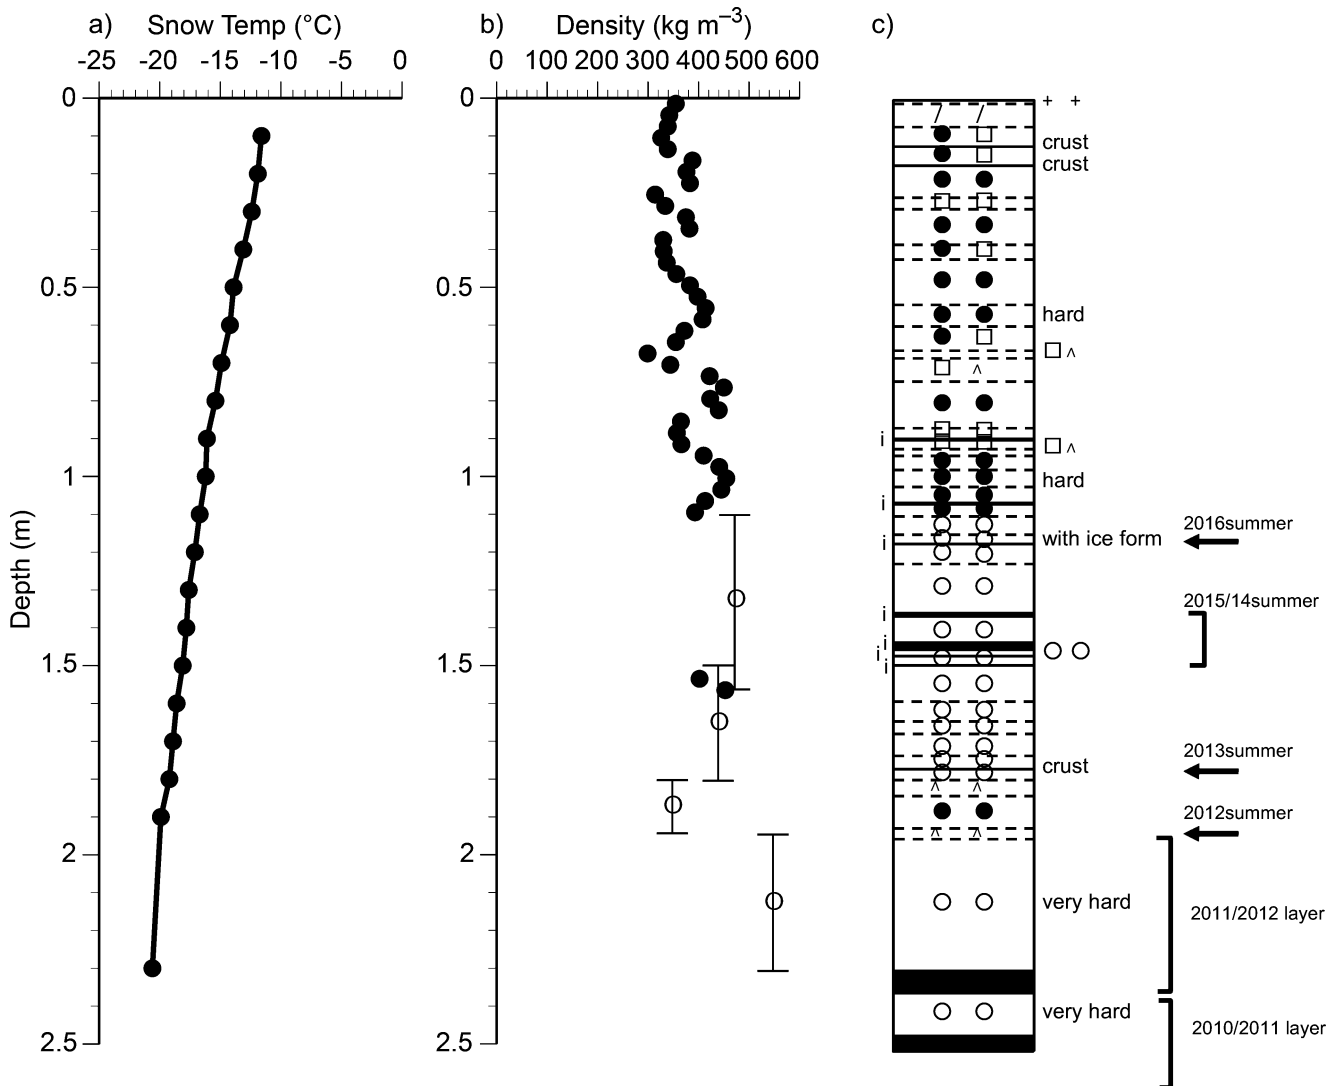 a) Snow Temp (°C)
-25 -20 -15 -10 -5 0
b) Density (kg m⁻³)
0 100 200 300 400 500 600
c)
0
0.5
1
1.5
2
2.5
Depth (m)
0
0.5
1
1.5
2
2.5
+ +
crust
crust
hard
i
hard
i
2016summer
i
with ice form
2015/14summer
i
i
i
i
2013summer
crust
2012summer
very hard
2011/2012 layer
very hard
2010/2011 layer